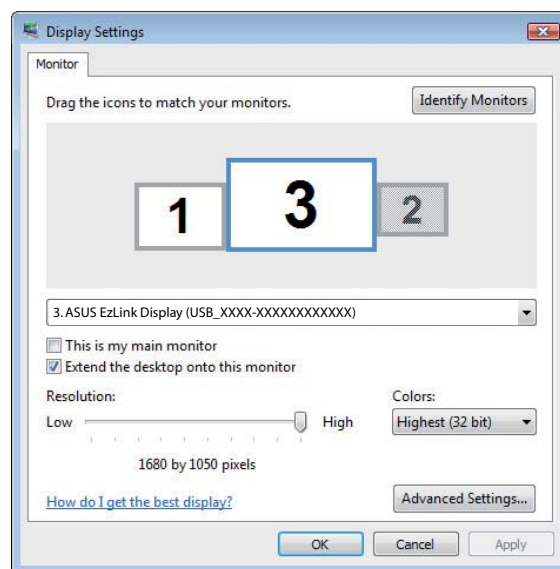 Display Settings
Monitor
Drag the icons to match your monitors.
Identify Monitors
1
3
2
3. ASUS EzLink Display (USB_XXXX-XXXXXXXXXXXX)
This is my main monitor
Extend the desktop onto this monitor
Resolution:
Colors:
Low
High
Highest (32 bit)
1680 by 1050 pixels
How do I get the best display?
Advanced Settings...
OK
Cancel
Apply